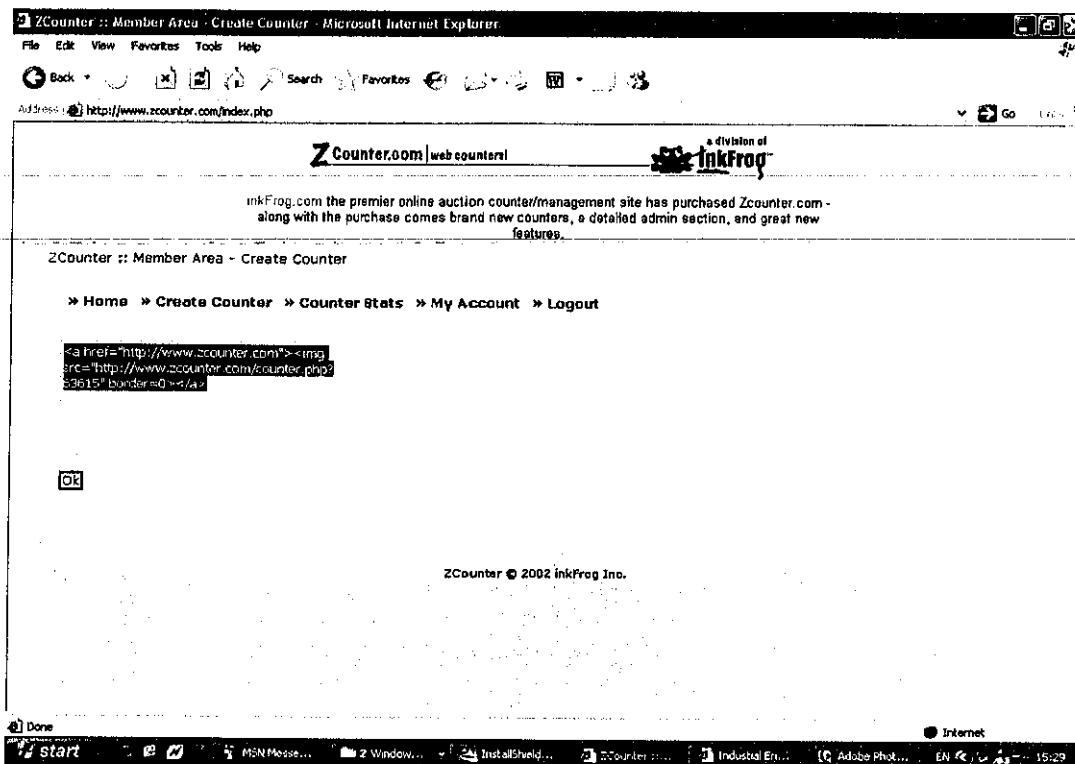 ZCounter :: Member Area - Create Counter - Microsoft Internet Explorer
File Edit View Favorites Tools Help
Back Search Favorites
Address http://www.zcounter.com/index.php Go
ZCounter.com | web counters!
a division of
inkFrog
inkFrog.com the premier online auction counter/management site has purchased Zcounter.com -
along with the purchase comes brand new counters, a detailed admin section, and great new
features.
ZCounter :: Member Area - Create Counter
» Home » Create Counter » Counter Stats » My Account » Logout
<a href="http://www.zcounter.com"><img
src="http://www.zcounter.com/counter.php?
63615" border=0></a>
Ok
ZCounter © 2002 inkFrog Inc.
Done Internet
start MSN Messe... 2 Window... InstallShield... ZCounter ::... Industrial En... Adobe Phot... EN 15:29